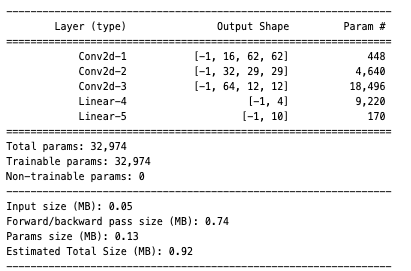 ----------------------------------------------------------------
Layer (type) Output Shape Param #
================================================================
Conv2d-1 [-1, 16, 62, 62] 448
Conv2d-2 [-1, 32, 29, 29] 4,640
Conv2d-3 [-1, 64, 12, 12] 18,496
Linear-4 [-1, 4] 9,220
Linear-5 [-1, 10] 170
================================================================
Total params: 32,974
Trainable params: 32,974
Non-trainable params: 0
----------------------------------------------------------------
Input size (MB): 0.05
Forward/backward pass size (MB): 0.74
Params size (MB): 0.13
Estimated Total Size (MB): 0.92
----------------------------------------------------------------